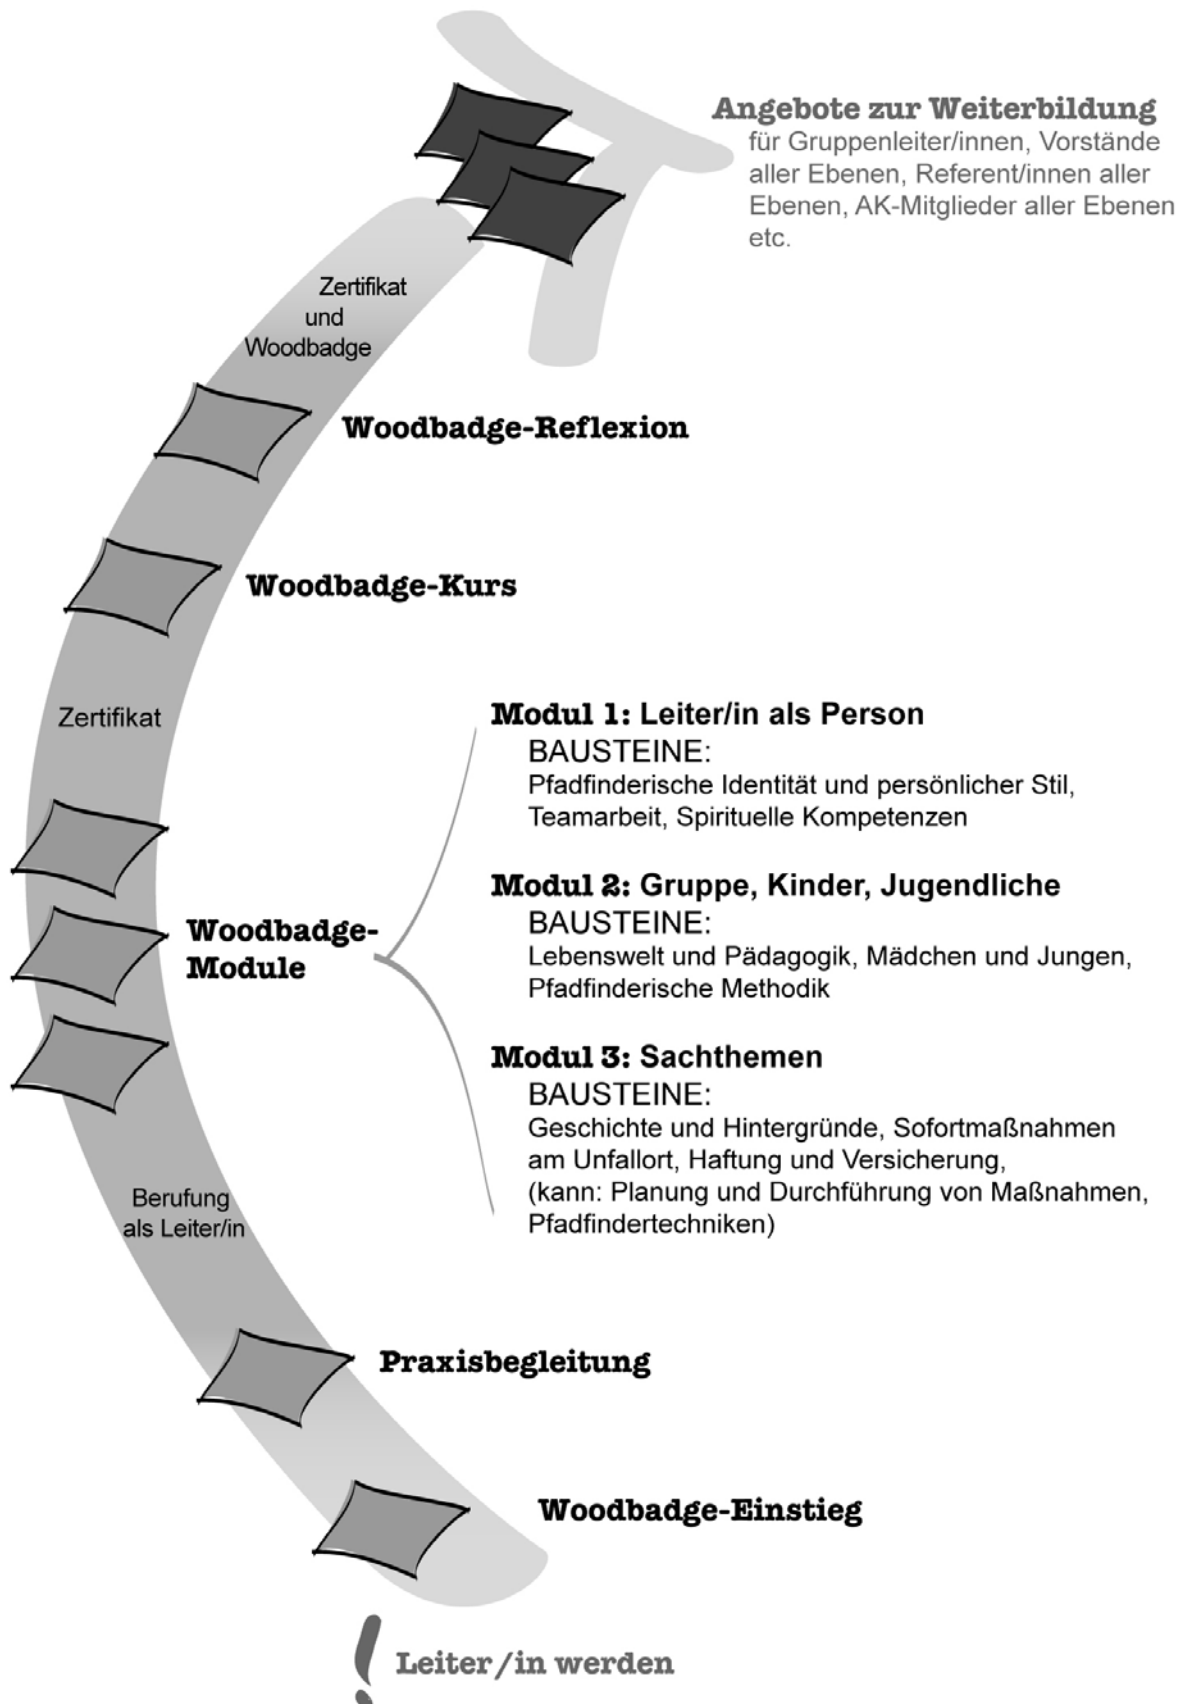 Angebote zur Weiterbildung
für Gruppenleiter/innen, Vorstände
aller Ebenen, Referent/innen aller
Ebenen, AK-Mitglieder aller Ebenen
etc.
Zertifikat
und
Woodbadge
Woodbadge-Reflexion
Woodbadge-Kurs
Zertifikat
Woodbadge-
Module
Modul 1: Leiter/in als Person
BAUSTEINE:
Pfadfinderische Identität und persönlicher Stil,
Teamarbeit, Spirituelle Kompetenzen
Modul 2: Gruppe, Kinder, Jugendliche
BAUSTEINE:
Lebenswelt und Pädagogik, Mädchen und Jungen,
Pfadfinderische Methodik
Modul 3: Sachthemen
BAUSTEINE:
Geschichte und Hintergründe, Sofortmaßnahmen
am Unfallort, Haftung und Versicherung,
(kann: Planung und Durchführung von Maßnahmen,
Pfadfindertechniken)
Berufung
als Leiter/in
Praxisbegleitung
Woodbadge-Einstieg
! Leiter/in werden